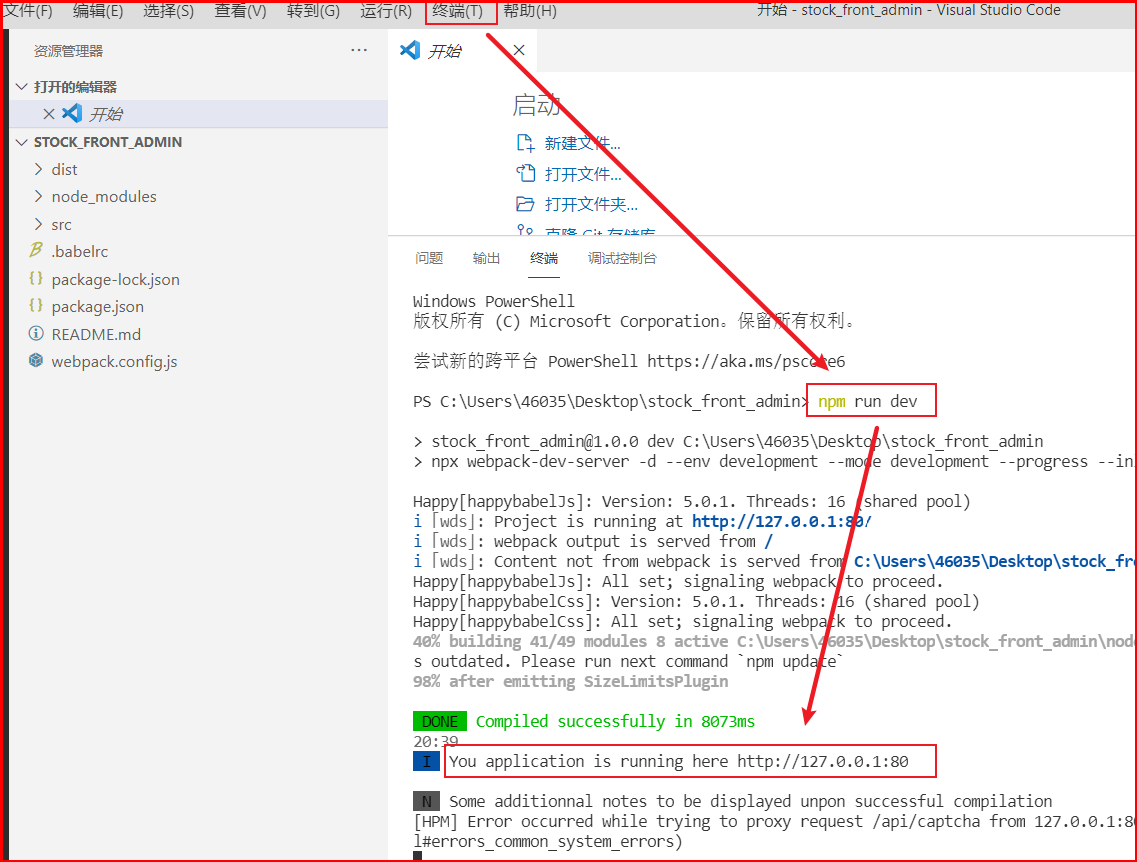 文件(F) 编辑(E) 选择(S) 查看(V) 转到(G) 运行(R) 终端(T) 帮助(H) 开始 - stock_front_admin - Visual Studio Code
资源管理器 ···
打开的编辑器
开始
STOCK_FRONT_ADMIN
dist
node_modules
src
.babelrc
package-lock.json
package.json
README.md
webpack.config.js
开始
启动
新建文件...
打开文件...
打开文件夹...
克隆 Git 存储库...
问题 输出 终端 调试控制台
Windows PowerShell
版权所有 (C) Microsoft Corporation。保留所有权利。
尝试新的跨平台 PowerShell https://aka.ms/pscore6
PS C:\Users\46035\Desktop\stock_front_admin> npm run dev
> stock_front_admin@1.0.0 dev C:\Users\46035\Desktop\stock_front_admin
> npx webpack-dev-server -d --env development --mode development --progress --in
Happy[happybabelJs]: Version: 5.0.1. Threads: 16 (shared pool)
i ｢wds｣: Project is running at http://127.0.0.1:80/
i ｢wds｣: webpack output is served from /
i ｢wds｣: Content not from webpack is served from C:\Users\46035\Desktop\stock_fr
Happy[happybabelJs]: All set; signaling webpack to proceed.
Happy[happybabelCss]: Version: 5.0.1. Threads: 16 (shared pool)
Happy[happybabelCss]: All set; signaling webpack to proceed.
40% building 41/49 modules 8 active C:\Users\46035\Desktop\stock_front_admin\nod
s outdated. Please run next command `npm update`
98% after emitting SizeLimitsPlugin
DONE Compiled successfully in 8073ms
20:39
I You application is running here http://127.0.0.1:80
N Some additionnal notes to be displayed unpon successful compilation
[HPM] Error occurred while trying to proxy request /api/captcha from 127.0.0.1:8
l#errors_common_system_errors)